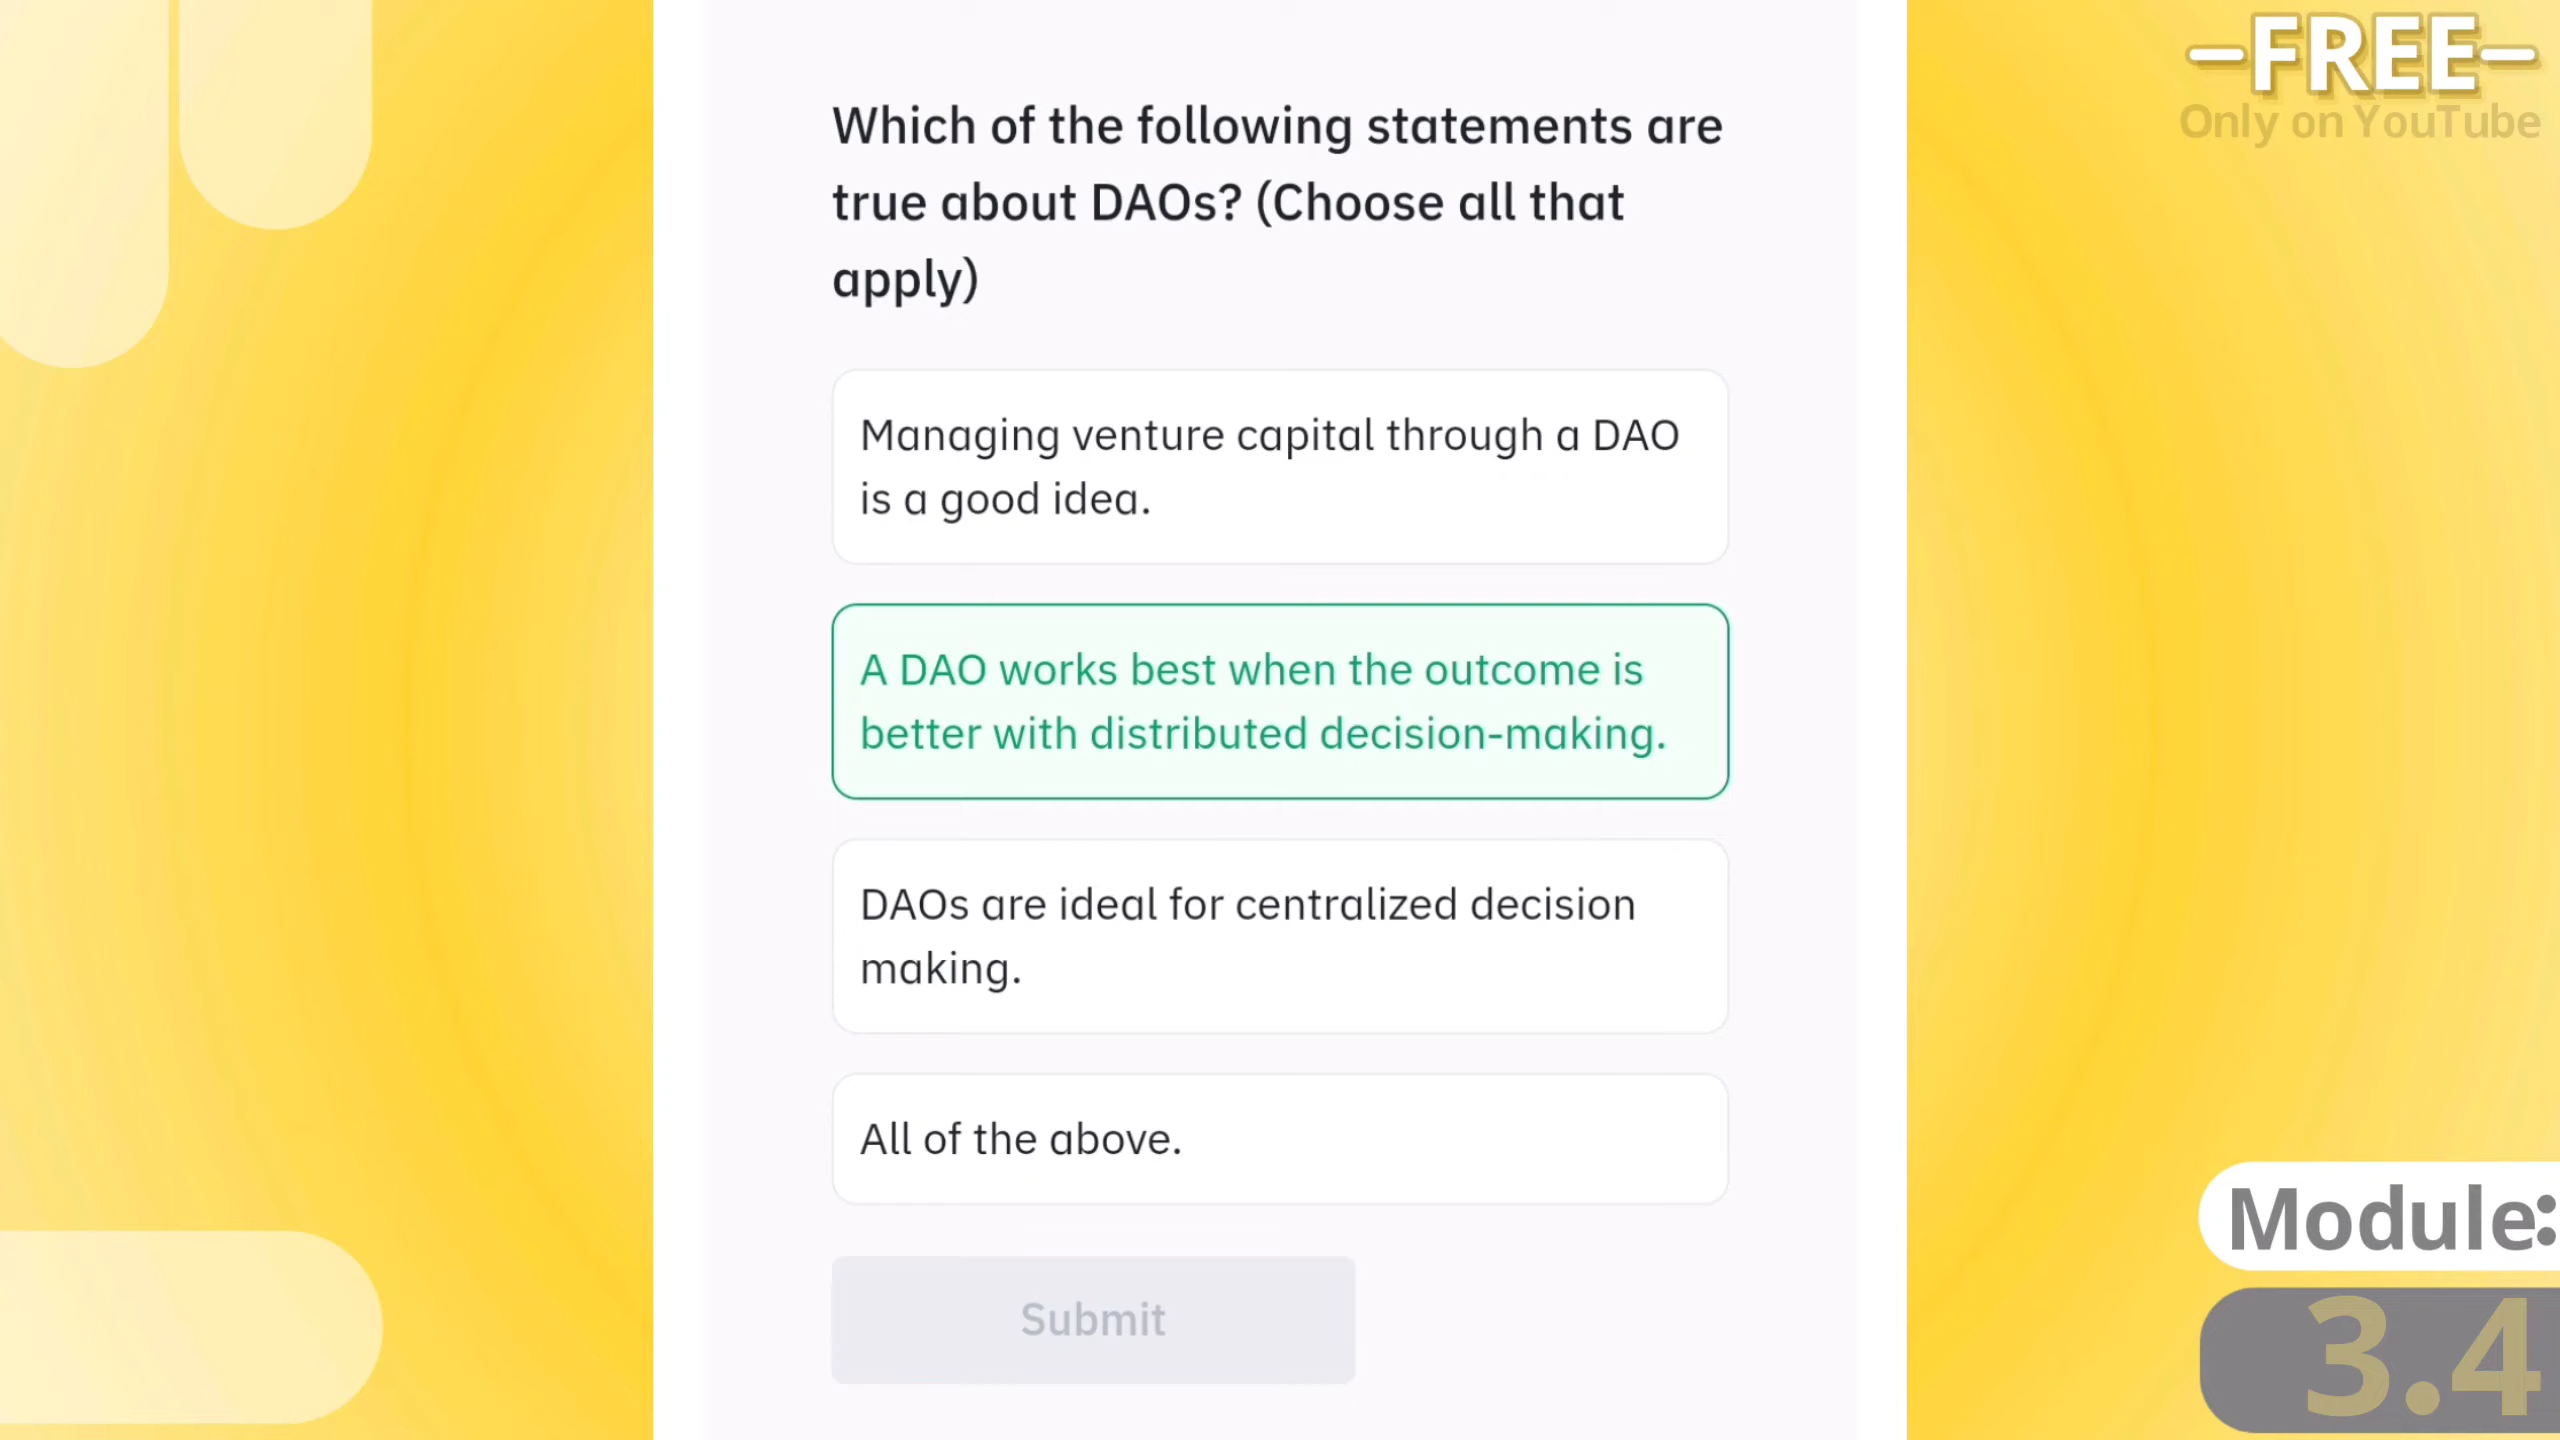 –FREE–
Only on YouTube
Which of the following statements are
true about DAOs? (Choose all that
apply)
Managing venture capital through a DAO
is a good idea.
A DAO works best when the outcome is
better with distributed decision-making.
DAOs are ideal for centralized decision
making.
All of the above.
Submit
Module:
3.4